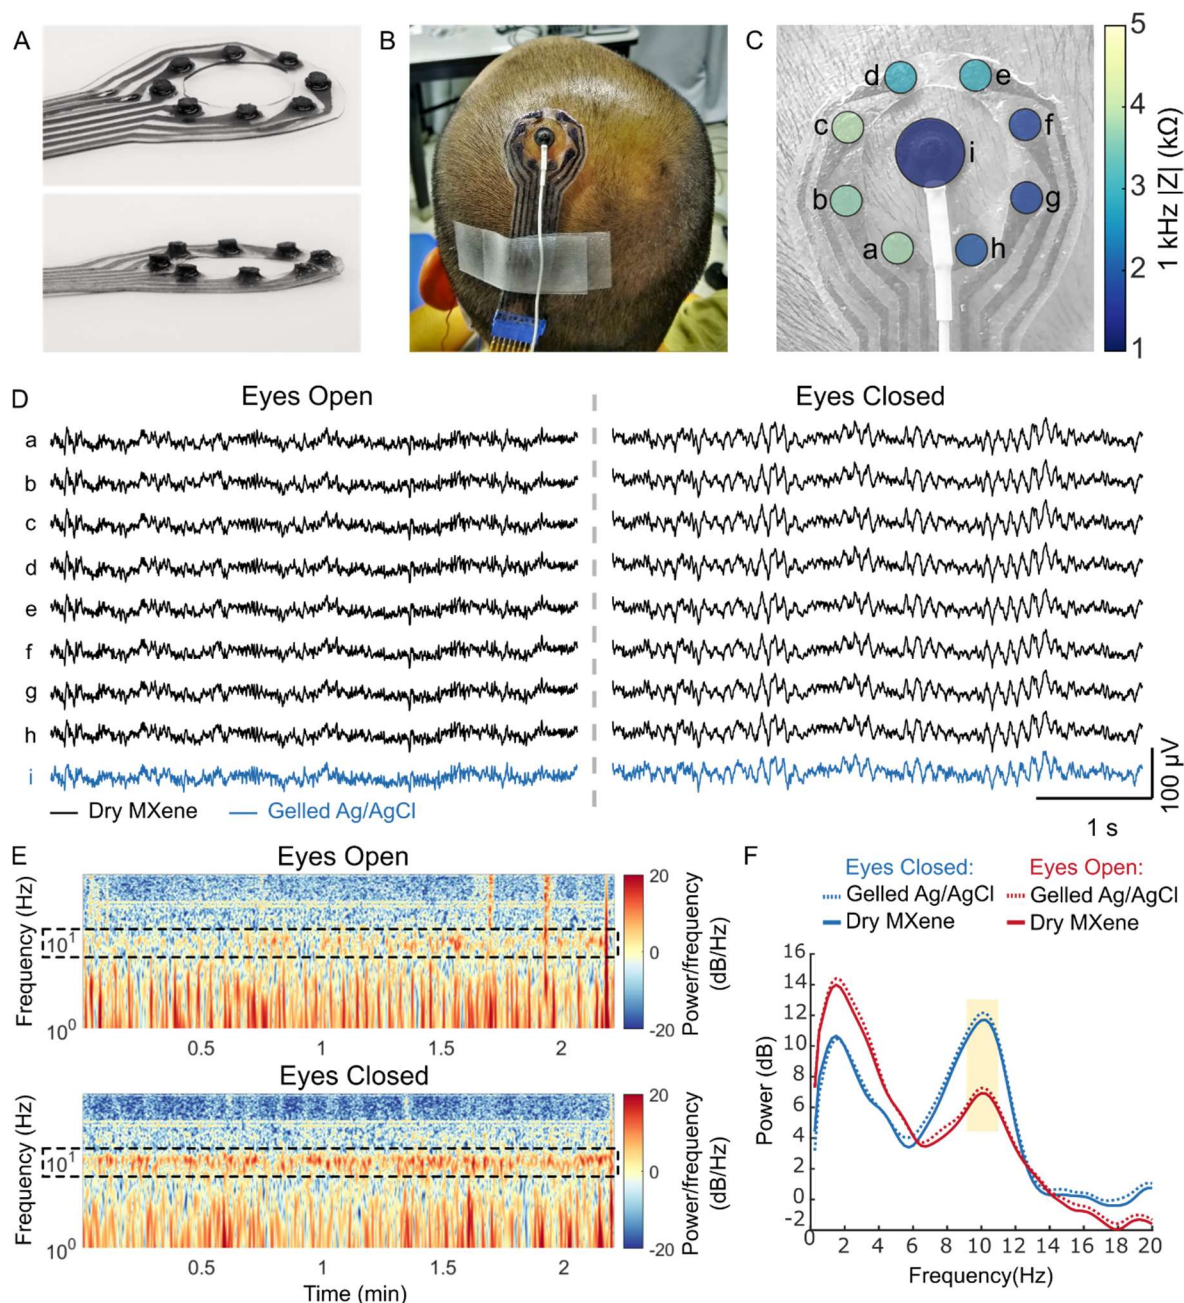 A
B
C
d
e
c
f
i
b
g
a
h
5
4
3
2
1
1 kHz |Z| (kΩ)
D
Eyes Open
Eyes Closed
a
b
c
d
e
f
g
h
i
Dry MXene
Gelled Ag/AgCl
100 µV
1 s
E
Eyes Open
Frequency (Hz)
10¹
10⁰
0.5
1
1.5
2
20
0
-20
Power/frequency
(dB/Hz)
Eyes Closed
Frequency (Hz)
10¹
10⁰
0.5
1
1.5
2
Time (min)
20
0
-20
Power/frequency
(dB/Hz)
F
Eyes Closed:
Gelled Ag/AgCl
Dry MXene
Eyes Open:
Gelled Ag/AgCl
Dry MXene
Power (dB)
16
14
12
10
8
6
4
2
0
−2
0
2
4
6
8
10
12
14
16
18
20
Frequency(Hz)